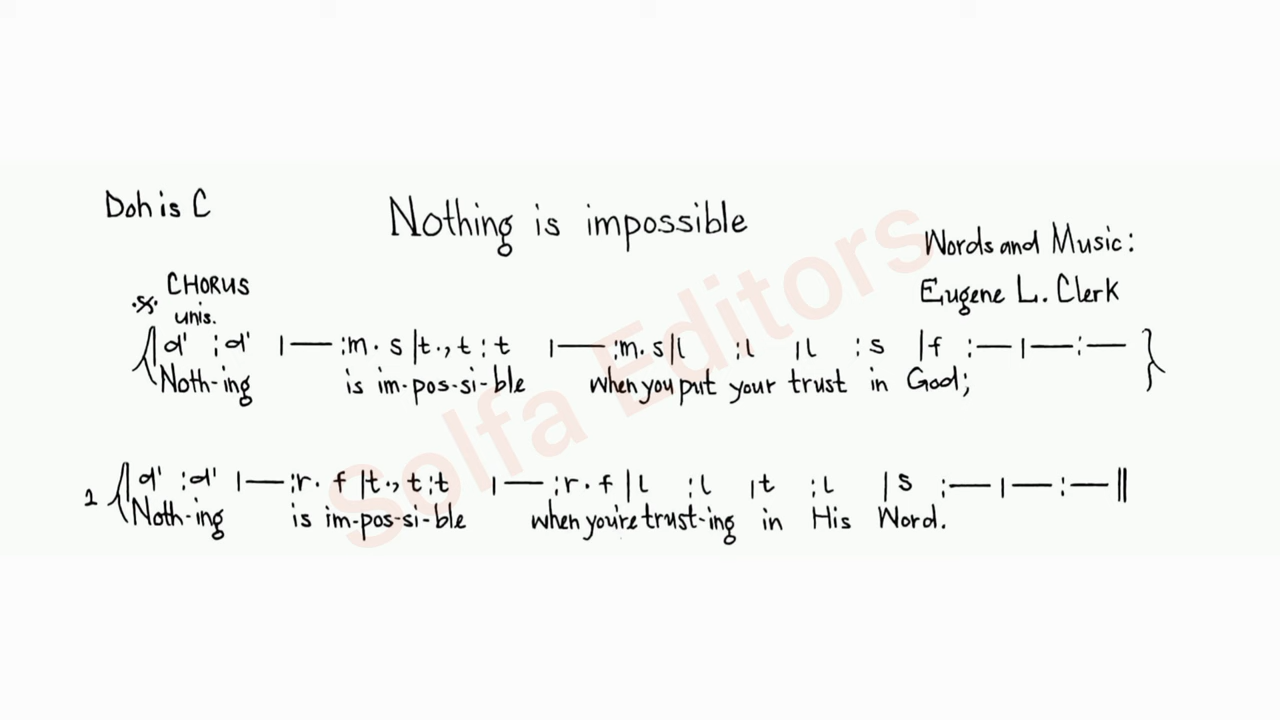 Doh is C
Nothing is impossible
Words and Music:
Eugene L. Clerk
CHORUS
unis.
d' :d' |— :m. s |t., t :t |— :m. s |l :l |l :s |f :— | — :— }
Noth-ing is im-pos-si-ble when you put your trust in God;
2 d' :d' |— :r. f |t., t :t |— :r. f |l :l |t :l |s :— | — :— ||
Noth-ing is im-pos-si-ble when you're trust-ing in His Word.
Solfa Editors